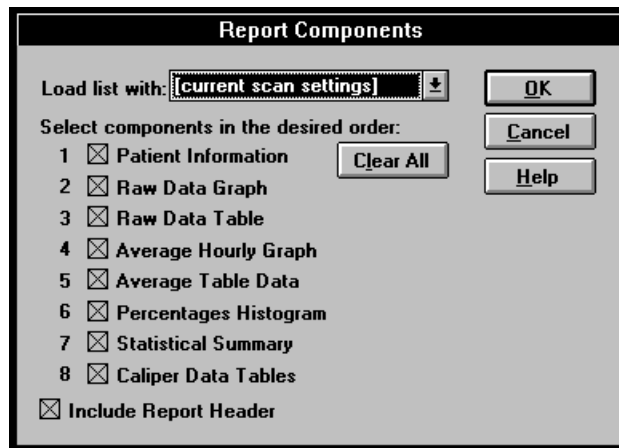 Report Components
Load list with: [current scan settings]
OK
Select components in the desired order:
Cancel
1 Patient Information
Clear All
2 Raw Data Graph
Help
3 Raw Data Table
4 Average Hourly Graph
5 Average Table Data
6 Percentages Histogram
7 Statistical Summary
8 Caliper Data Tables
Include Report Header